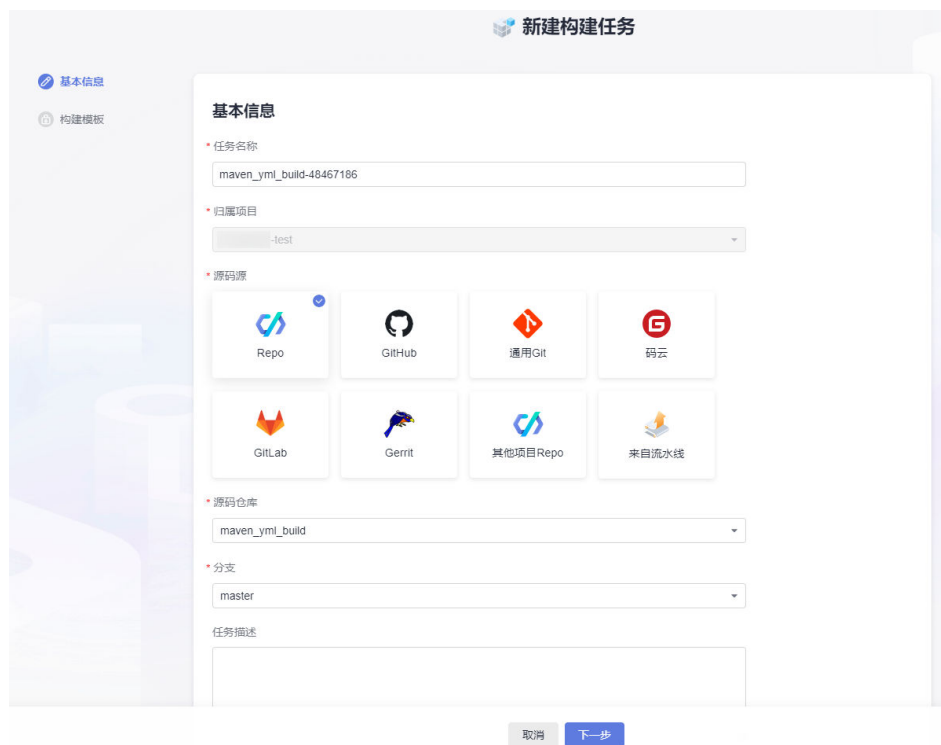 新建构建任务
基本信息
构建模板
基本信息
* 任务名称
maven_yml_build-48467186
* 归属项目
-test
* 源码源
Repo
GitHub
通用Git
码云
GitLab
Gerrit
其他项目Repo
来自流水线
* 源码仓库
maven_yml_build
* 分支
master
任务描述
取消
下一步